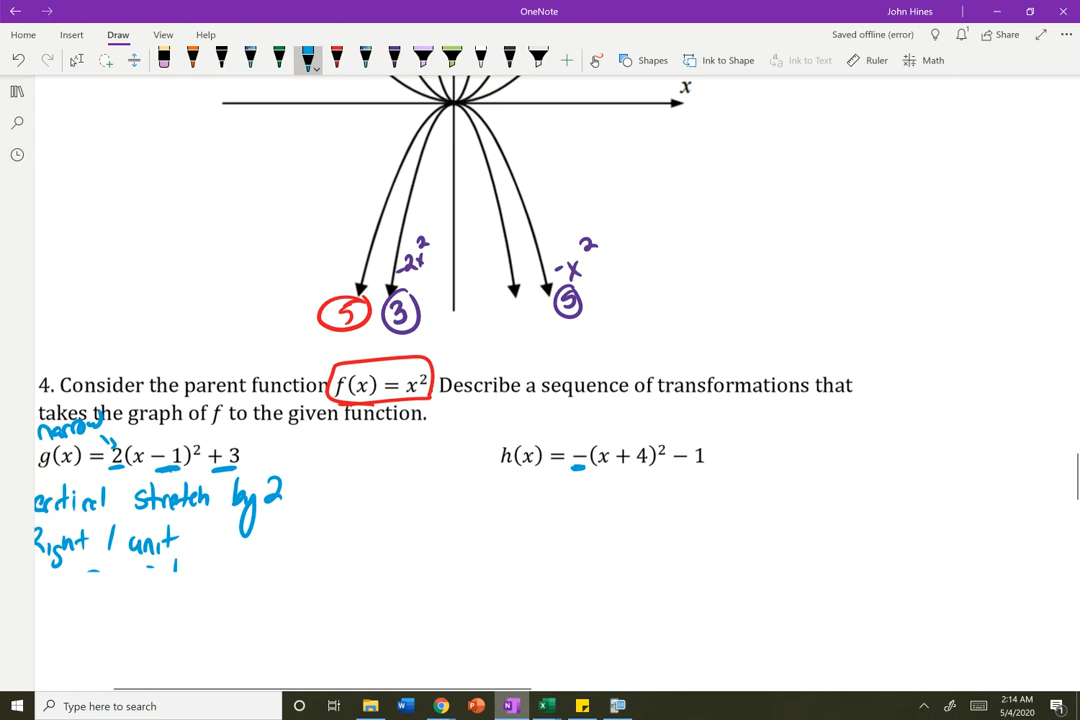 OneNote
John Hines
Home Insert Draw View Help
Saved offline (error)
Share
Shapes
Ink to Shape
Ink to Text
Ruler
Math
x
-2x²
-x²
5
3
5
4. Consider the parent function f(x) = x² Describe a sequence of transformations that
takes the graph of f to the given function.
narrow
g(x) = 2(x − 1)² + 3
h(x) = −(x + 4)² − 1
ertical stretch by 2
Right 1 unit
Type here to search
2:14 AM
5/4/2020